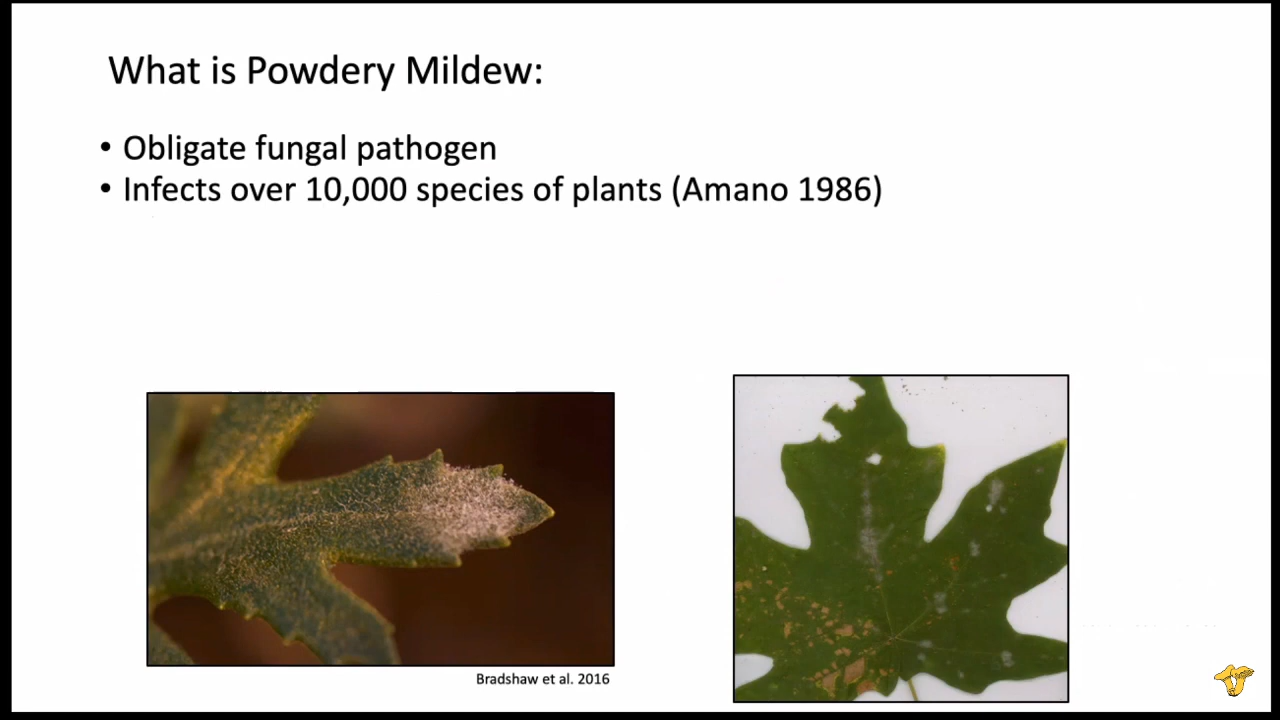 What is Powdery Mildew:
• Obligate fungal pathogen
• Infects over 10,000 species of plants (Amano 1986)
Bradshaw et al. 2016